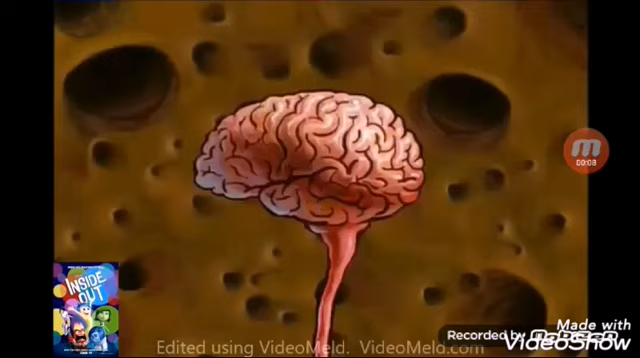 00:08
INSIDE
OUT
Made with
Recorded by
VideoShow
Edited using VideoMeld. VideoMeld.com